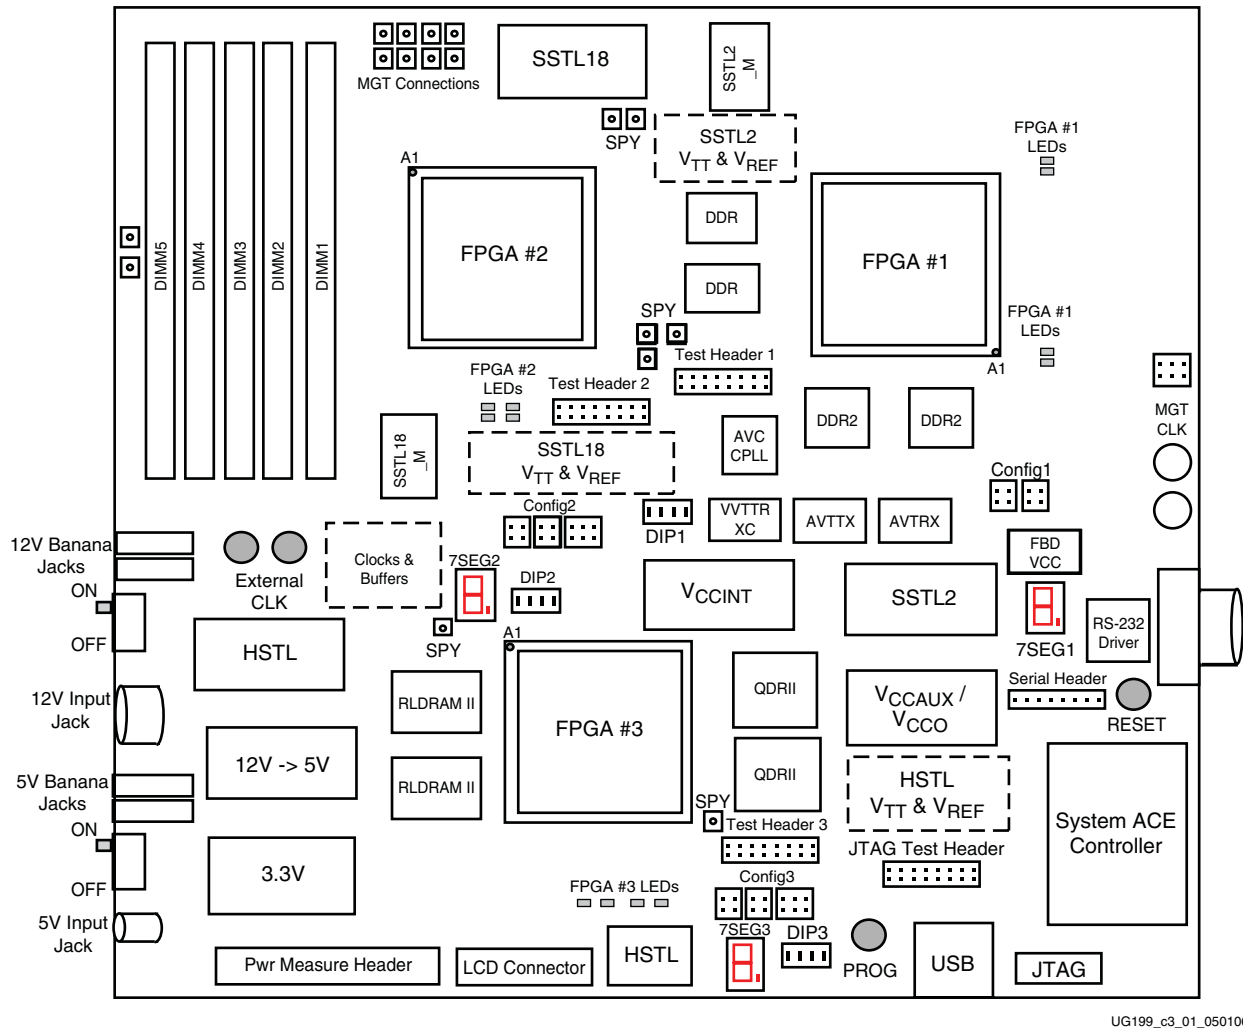 SSTL18
SSTL2
_M
MGT Connections
SPY
SSTL2
VTT & VREF
FPGA #1
LEDs
A1
DIMM5
DIMM4
DIMM3
DIMM2
DIMM1
FPGA #2
DDR
FPGA #1
DDR
SPY
FPGA #1
LEDs
Test Header 1
A1
FPGA #2
LEDs
Test Header 2
MGT
CLK
SSTL18
_M
SSTL18
VTT & VREF
AVC
CPLL
DDR2
DDR2
Config1
Config2
DIP1
VVTTR
XC
AVTTX
AVTRX
FBD
VCC
12V Banana
Jacks
External
CLK
Clocks &
Buffers
7SEG2
DIP2
VCCINT
SSTL2
7SEG1
RS-232
Driver
ON
OFF
HSTL
SPY
A1
12V Input
Jack
RLDRAM II
FPGA #3
QDRII
VCCAUX /
VCCO
Serial Header
RESET
12V -> 5V
5V Banana
Jacks
RLDRAM II
QDRII
HSTL
VTT & VREF
System ACE
Controller
SPY
Test Header 3
JTAG Test Header
ON
OFF
3.3V
FPGA #3 LEDs
Config3
5V Input
Jack
7SEG3
DIP3
PROG
Pwr Measure Header
LCD Connector
HSTL
USB
JTAG